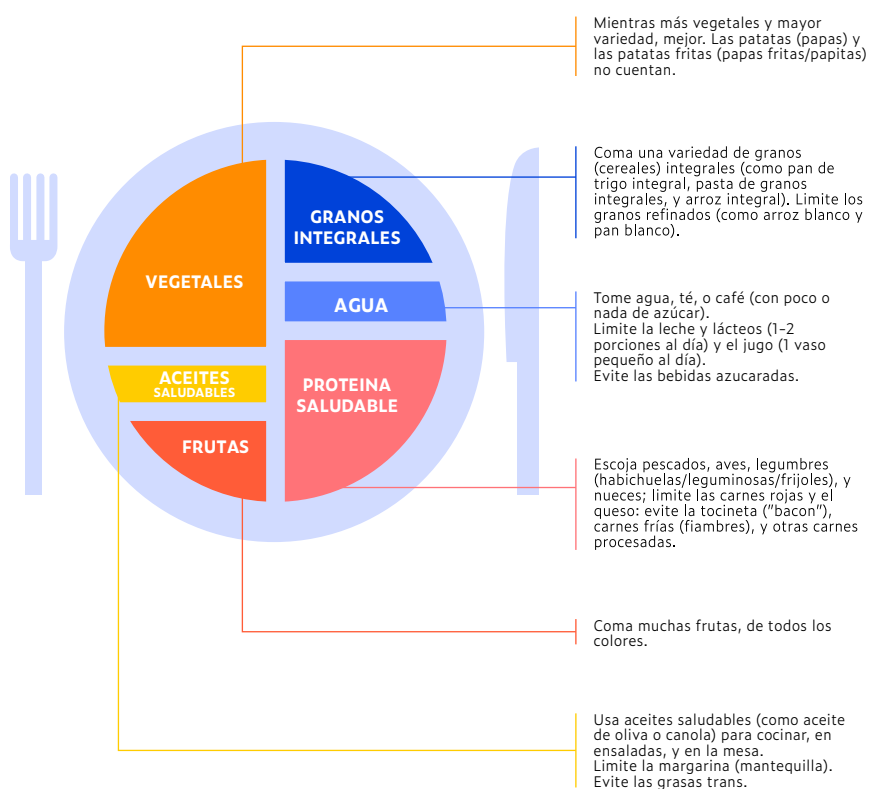 Mientras más vegetales y mayor
variedad, mejor. Las patatas (papas) y
las patatas fritas (papas fritas/papitas)
no cuentan.
Coma una variedad de granos
(cereales) integrales (como pan de
trigo integral, pasta de granos
integrales, y arroz integral). Limite los
granos refinados (como arroz blanco y
pan blanco).
GRANOS
INTEGRALES
VEGETALES
AGUA
Tome agua, té, o café (con poco o
nada de azúcar).
Limite la leche y lácteos (1-2
porciones al día) y el jugo (1 vaso
pequeño al día).
Evite las bebidas azucaradas.
ACEITES
SALUDABLES
PROTEINA
SALUDABLE
FRUTAS
Escoja pescados, aves, legumbres
(habichuelas/leguminosas/frijoles), y
nueces; limite las carnes rojas y el
queso: evite la tocineta ("bacon"),
carnes frías (fiambres), y otras carnes
procesadas.
Coma muchas frutas, de todos los
colores.
Usa aceites saludables (como aceite
de oliva o canola) para cocinar, en
ensaladas, y en la mesa.
Limite la margarina (mantequilla).
Evite las grasas trans.